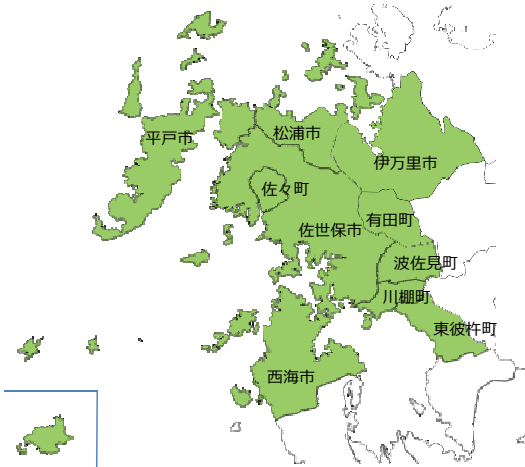 松浦市
平戸市
伊万里市
佐々町
有田町
佐世保市
波佐見町
川棚町
東彼杵町
西海市